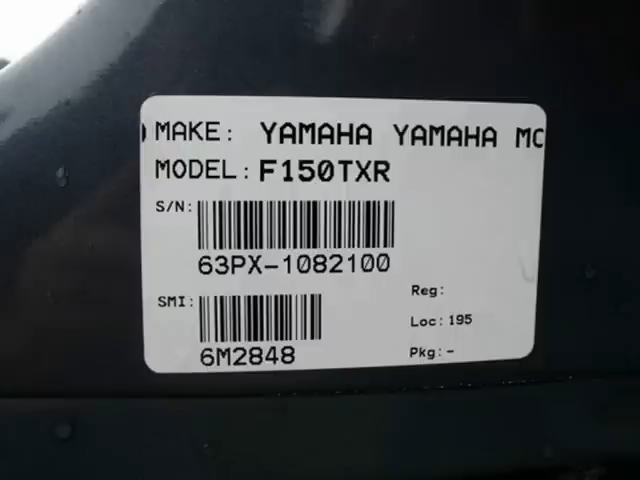 MAKE: YAMAHA YAMAHA MC
MODEL: F150TXR
S/N:
63PX-1082100
SMI:
6M2848
Reg:
Loc: 195
Pkg: -